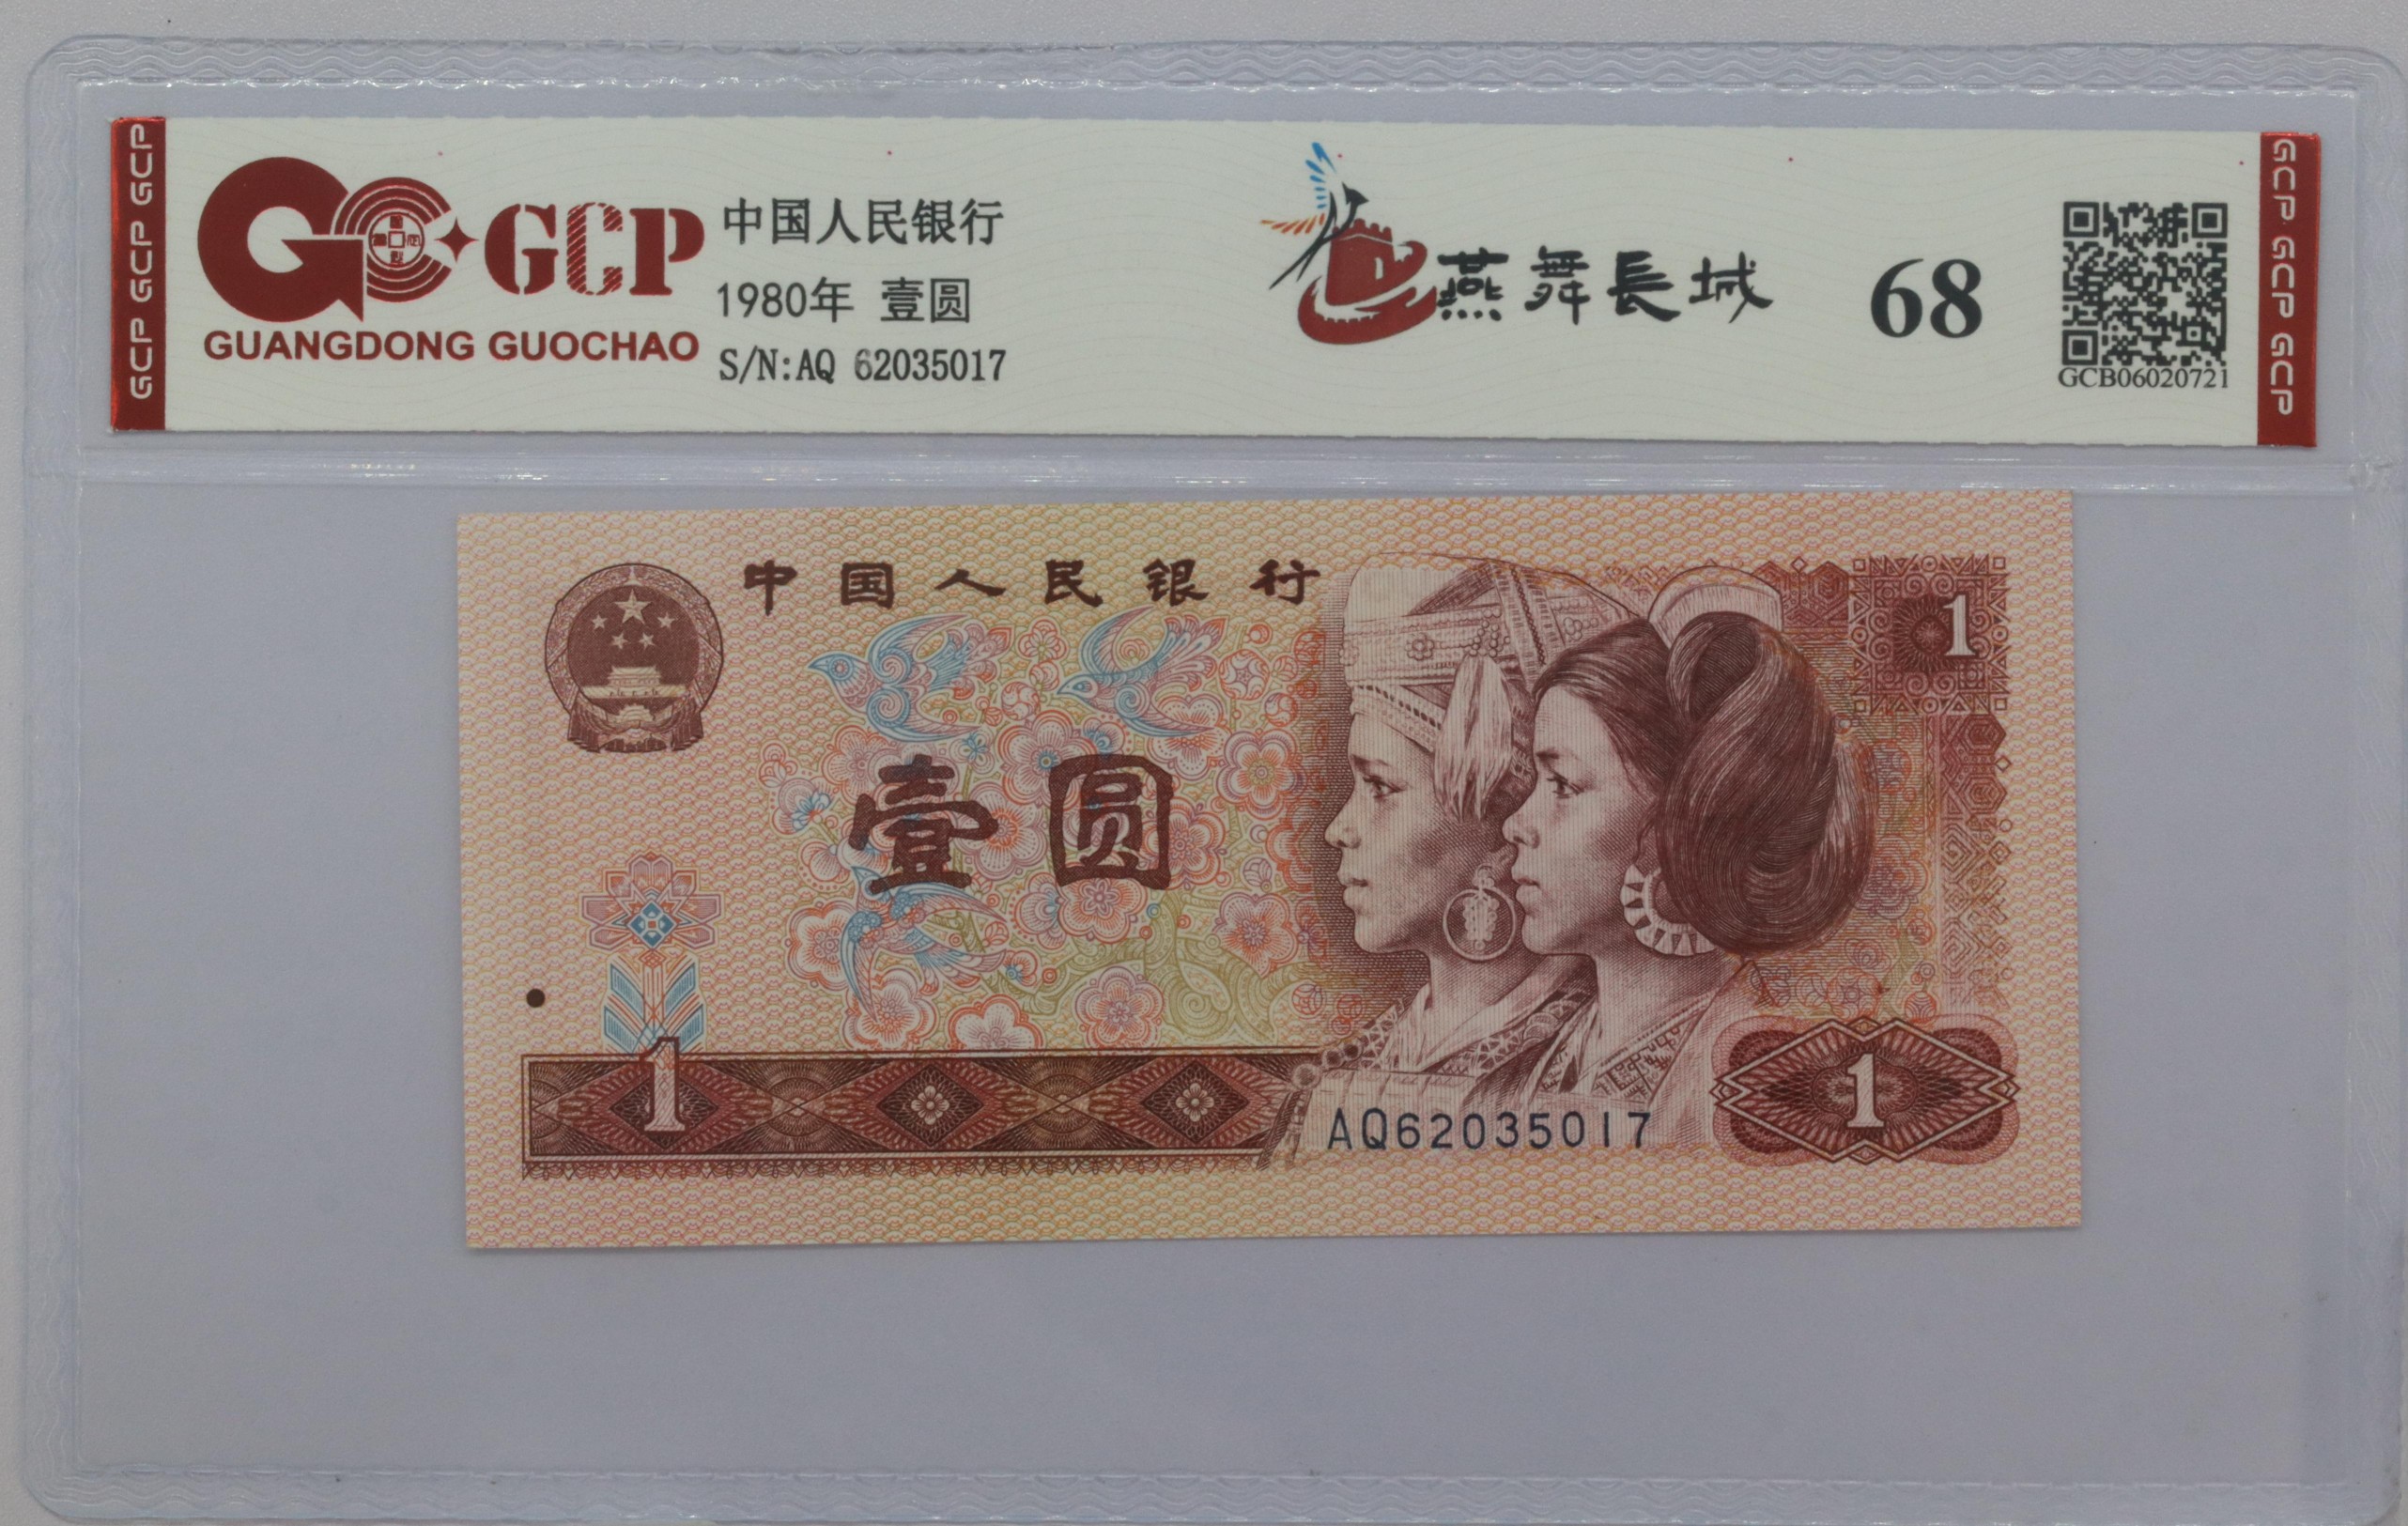 GCP GCP GCP
GCP
GUANGDONG GUOCHAO
中国人民银行
1980年 壹圆
S/N:AQ 62035017
燕舞長城
68
GCB06020721
GCP GCP GCP
中国人民银行
1
壹圆
1
AQ62035017
1